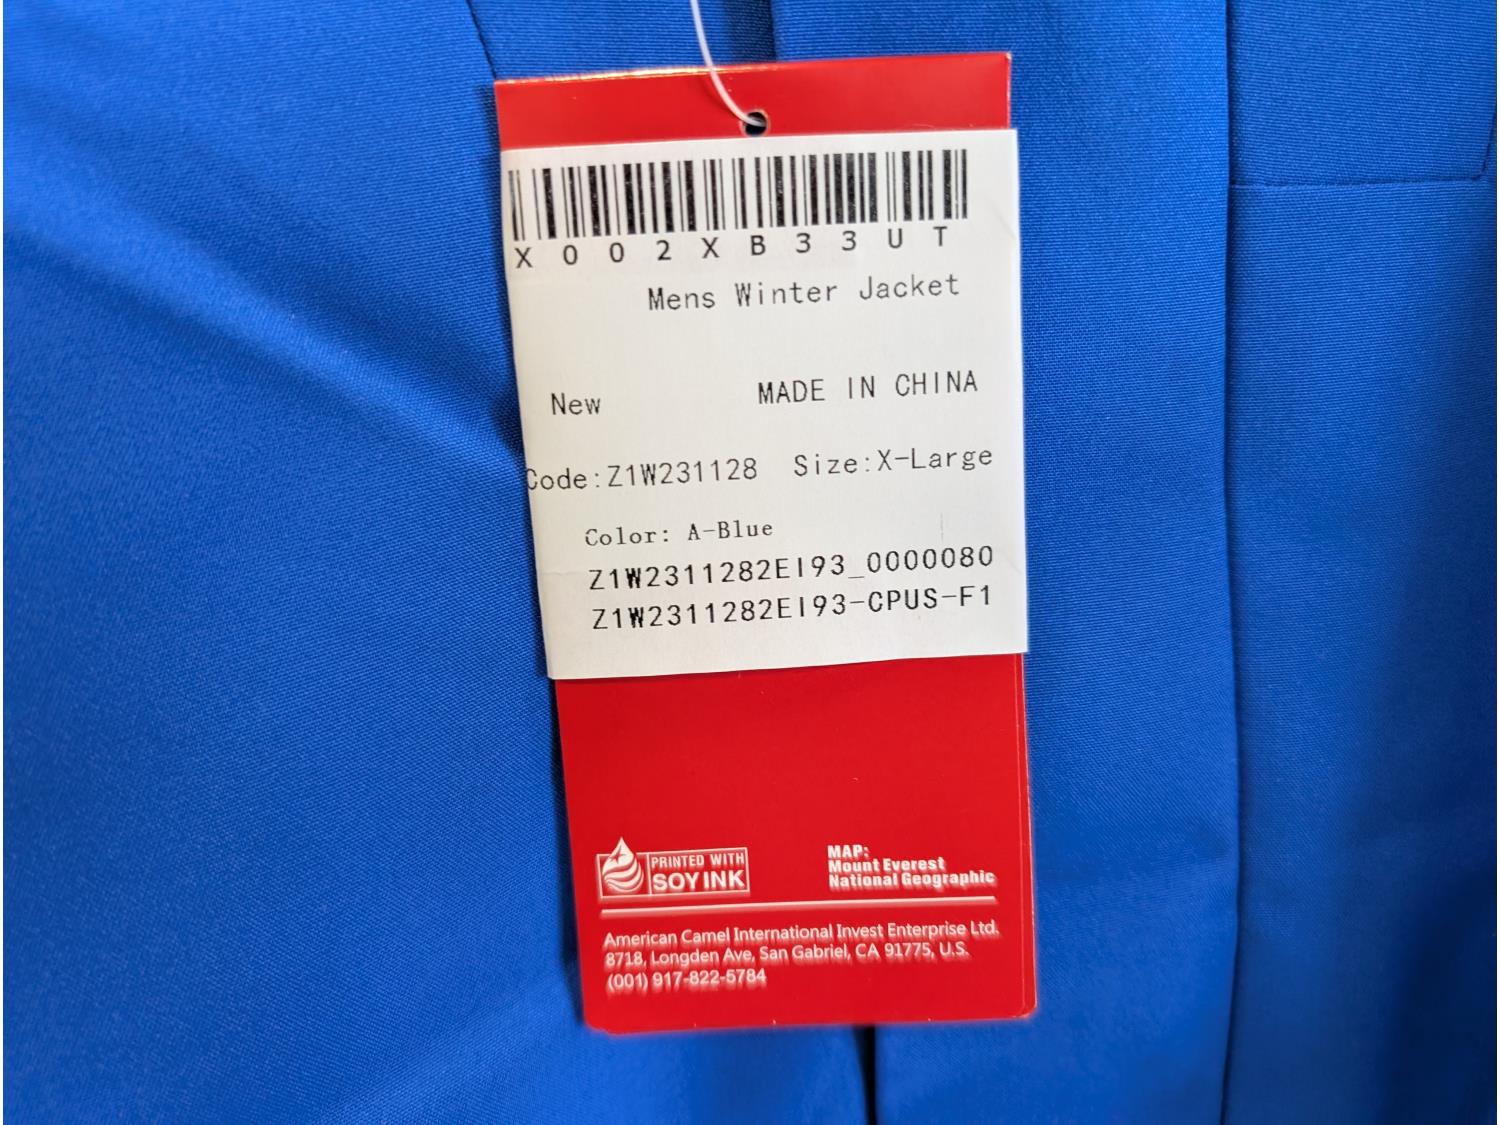 X002XB33UT
Mens Winter Jacket
New MADE IN CHINA
Code:Z1W231128 Size:X-Large
Color: A-Blue
Z1W2311282EI93_0000080
Z1W2311282EI93-CPUS-F1
PRINTED WITH
SOY INK
MAP:
Mount Everest
National Geographic
American Camel International Invest Enterprise Ltd.
8718, Longden Ave, San Gabriel, CA 91775, U.S.
(001) 917-822-5784